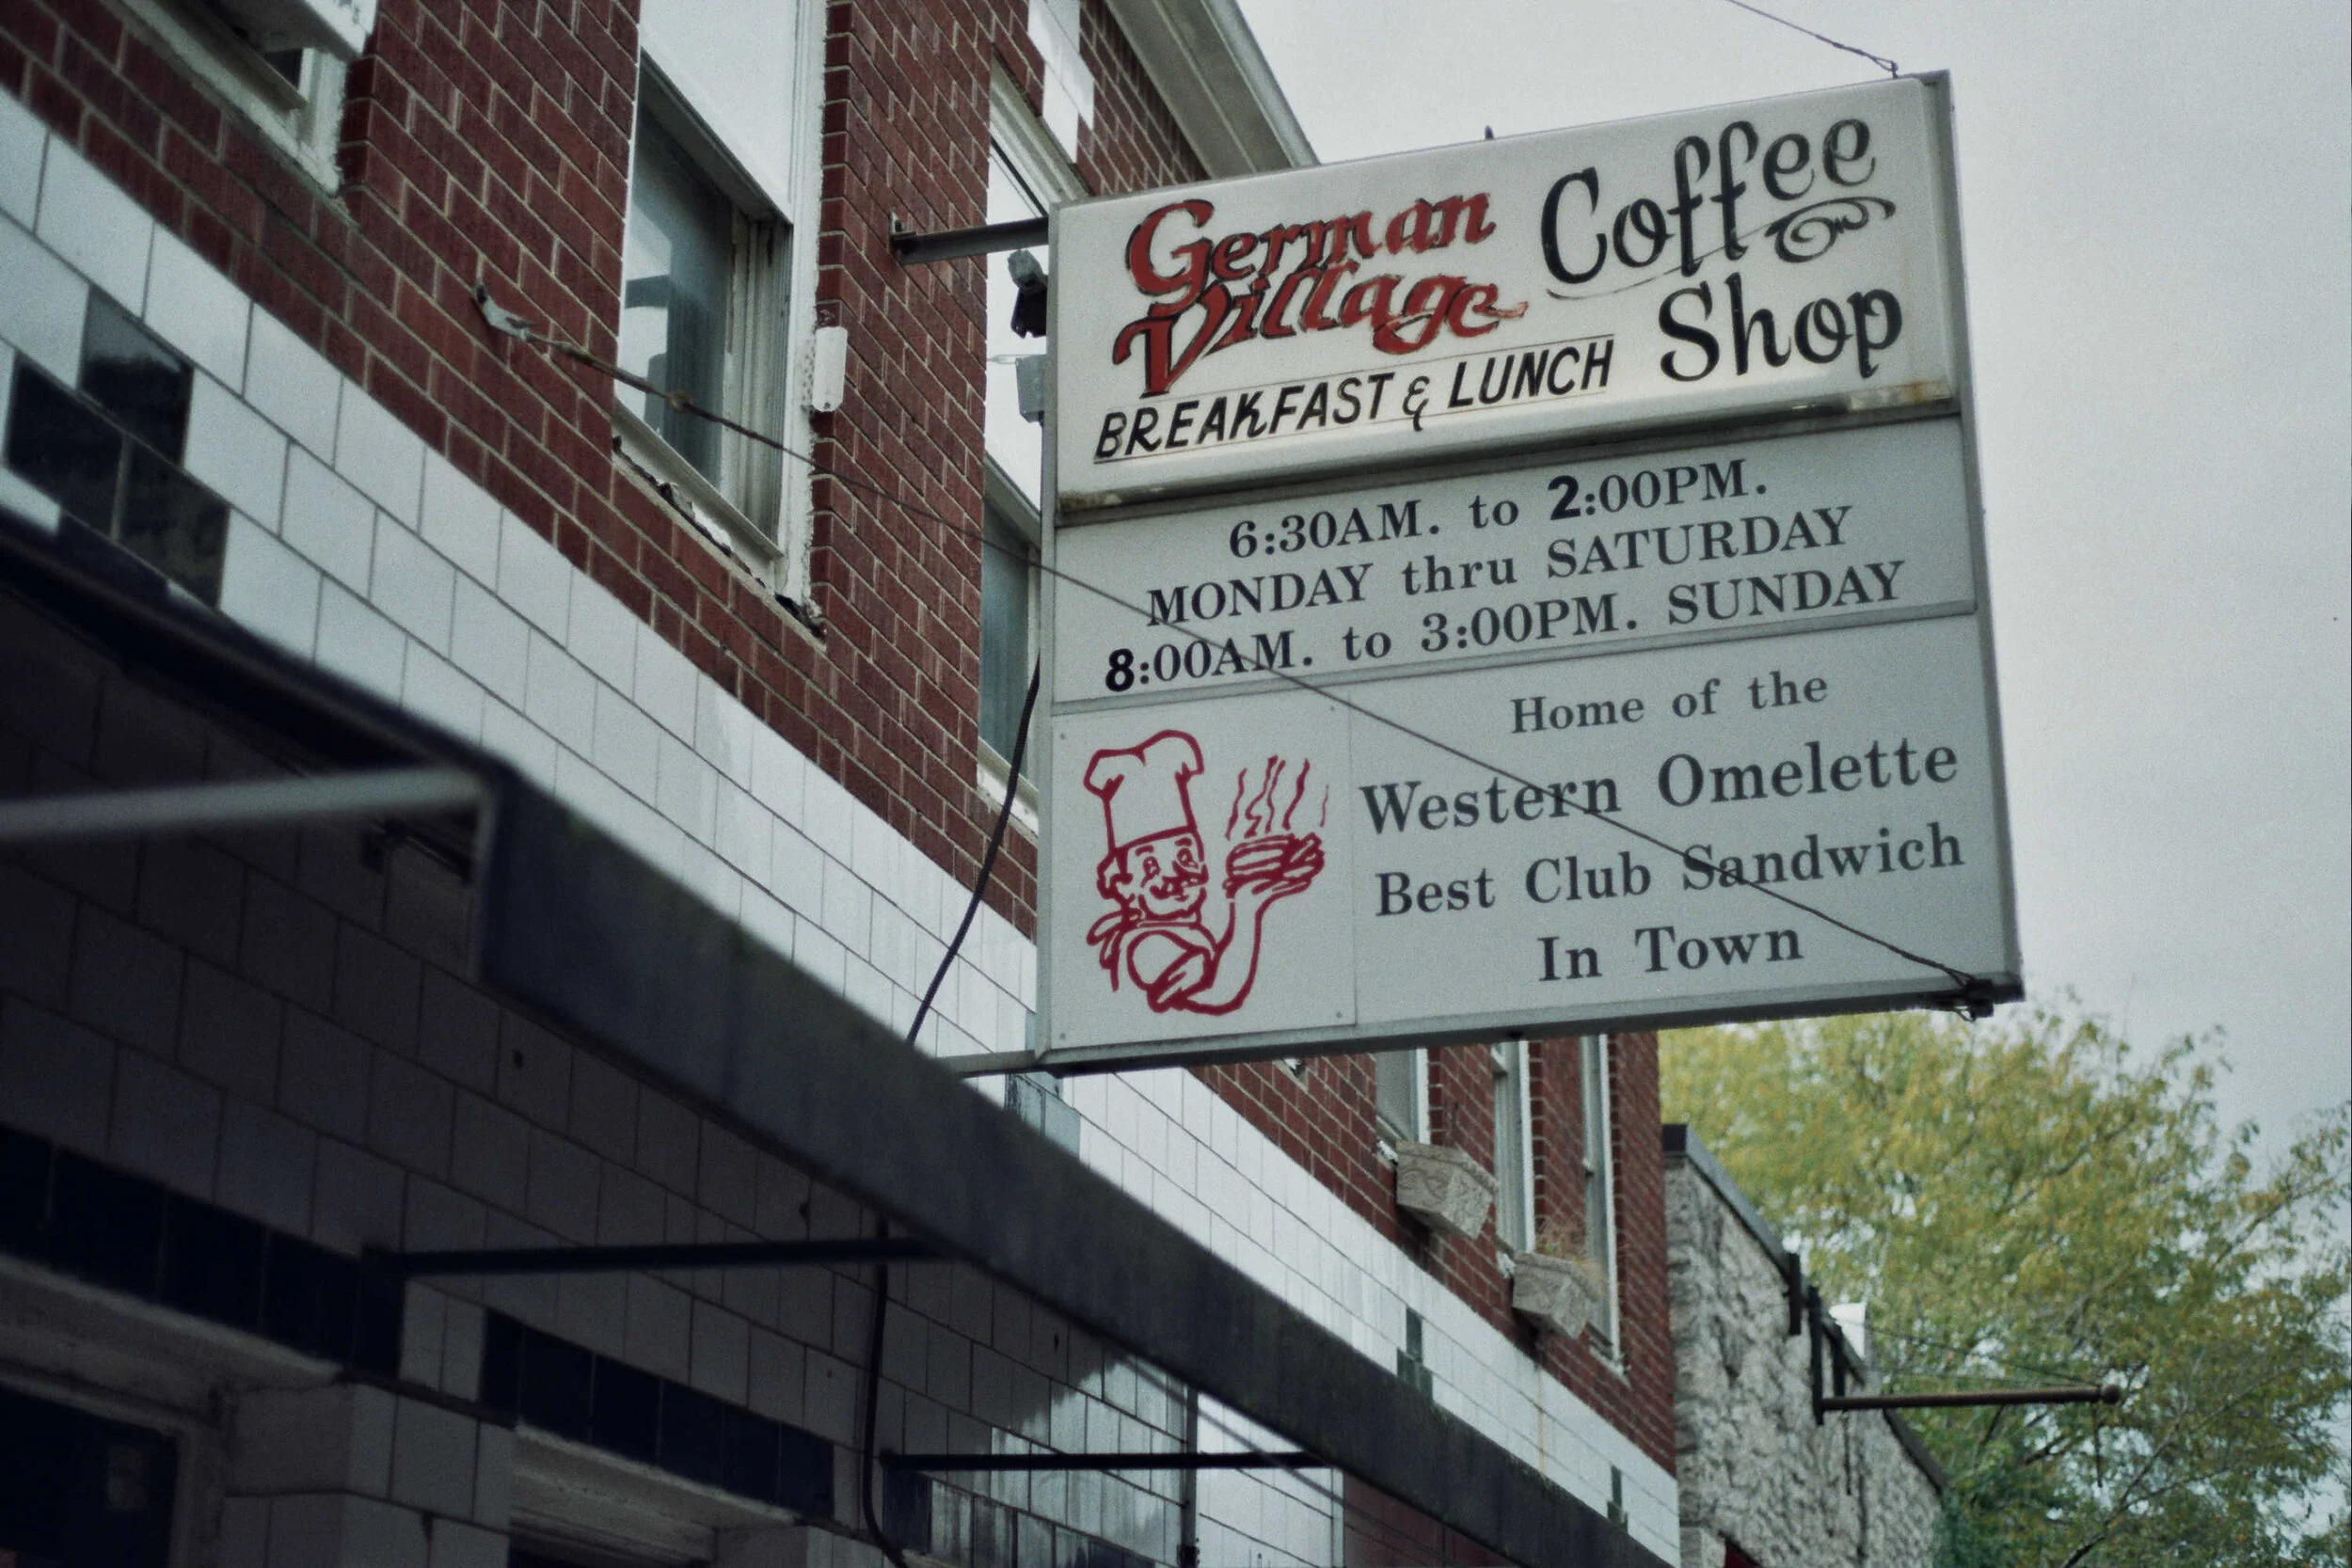 German
Village
Coffee
Shop
BREAKFAST & LUNCH
6:30AM. to 2:00PM.
MONDAY thru SATURDAY
8:00AM. to 3:00PM. SUNDAY
Home of the
Western Omelette
Best Club Sandwich
In Town